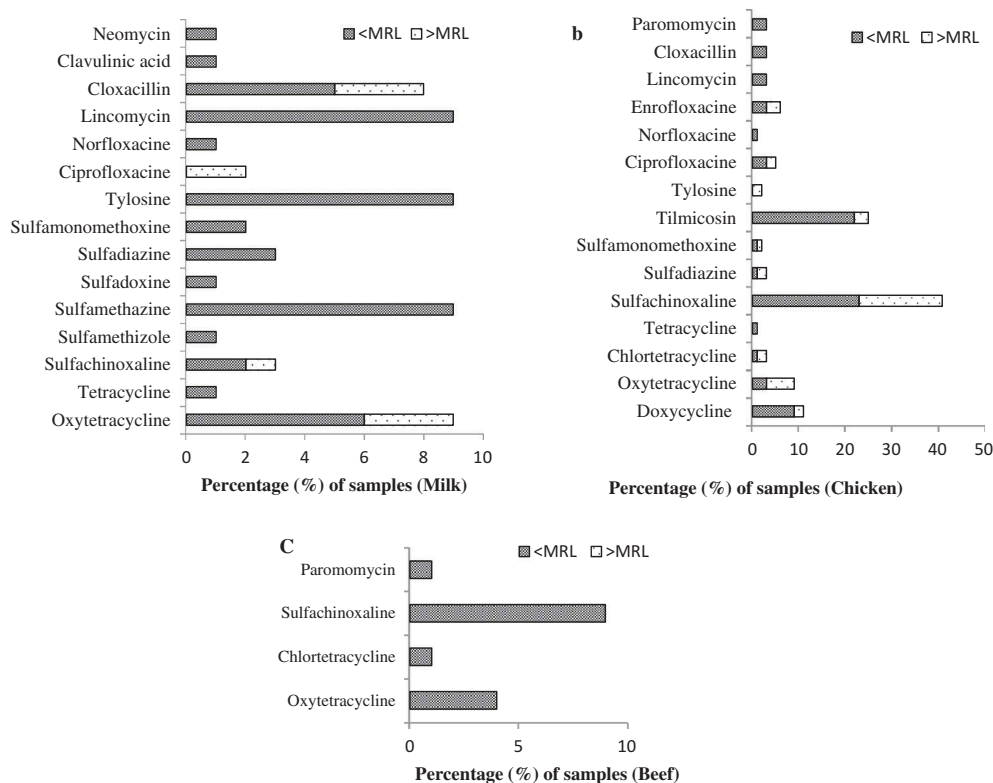 <MRL >MRL
Neomycin
Clavulinic acid
Cloxacillin
Lincomycin
Norfloxacine
Ciprofloxacine
Tylosine
Sulfamonomethoxine
Sulfadiazine
Sulfadoxine
Sulfamethazine
Sulfamethizole
Sulfachinoxaline
Tetracycline
Oxytetracycline
0 2 4 6 8 10
Percentage (%) of samples (Milk)
b
<MRL >MRL
Paromomycin
Cloxacillin
Lincomycin
Enrofloxacine
Norfloxacine
Ciprofloxacine
Tylosine
Tilmicosin
Sulfamonomethoxine
Sulfadiazine
Sulfachinoxaline
Tetracycline
Chlortetracycline
Oxytetracycline
Doxycycline
0 10 20 30 40 50
Percentage (%) of samples (Chicken)
C
<MRL >MRL
Paromomycin
Sulfachinoxaline
Chlortetracycline
Oxytetracycline
0 5 10
Percentage (%) of samples (Beef)